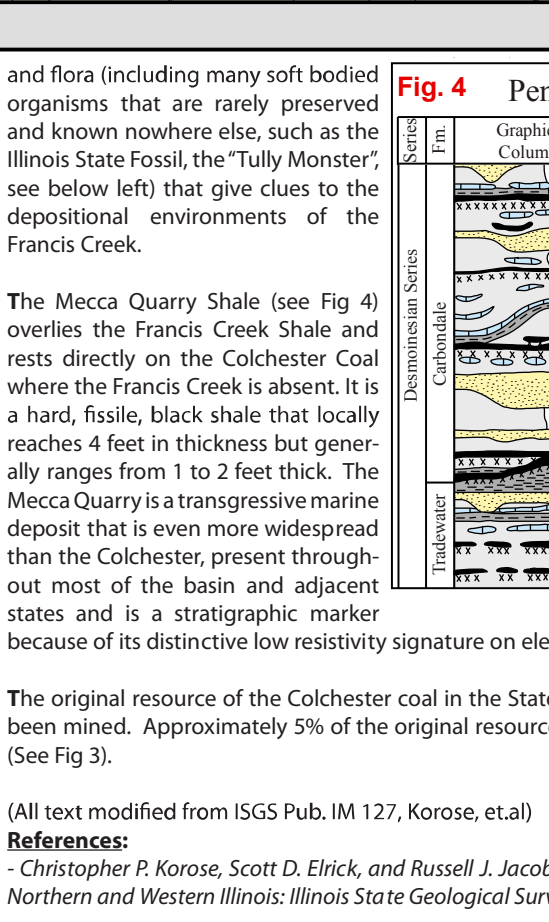 and flora (including many soft bodied
organisms that are rarely preserved
and known nowhere else, such as the
Illinois State Fossil, the “Tully Monster”,
see below left) that give clues to the
depositional environments of the
Francis Creek.
The Mecca Quarry Shale (see Fig 4)
overlies the Francis Creek Shale and
rests directly on the Colchester Coal
where the Francis Creek is absent. It is
a hard, fissile, black shale that locally
reaches 4 feet in thickness but gener-
ally ranges from 1 to 2 feet thick. The
Mecca Quarry is a transgressive marine
deposit that is even more widespread
than the Colchester, present through-
out most of the basin and adjacent
states and is a stratigraphic marker
because of its distinctive low resistivity signature on ele
The original resource of the Colchester coal in the State
been mined. Approximately 5% of the original resource
(See Fig 3).
(All text modified from ISGS Pub. IM 127, Korose, et.al)
References:
- Christopher P. Korose, Scott D. Elrick, and Russell J. Jacob
Northern and Western Illinois: Illinois State Geological Surv
Fig. 4
Pen
Series
Fm.
Graphic
Colum
Desmoinesian Series
Carbondale
Tradewater